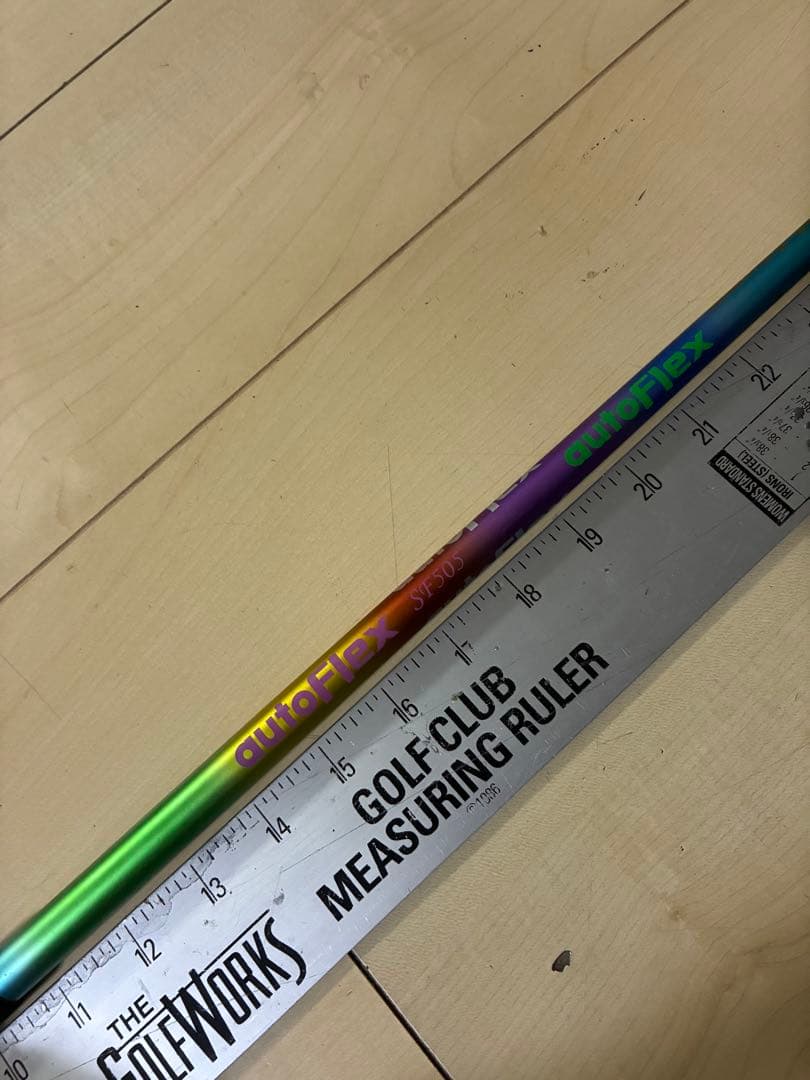 autoFlex
SF505
autoFlex
10
11
12
13
14
15
16
17
18
19
20
21
22
THE
GOLFWORKS
GOLF CLUB
MEASURING RULER
©1996
WOMENS STANDARD
IRONS (STEEL)